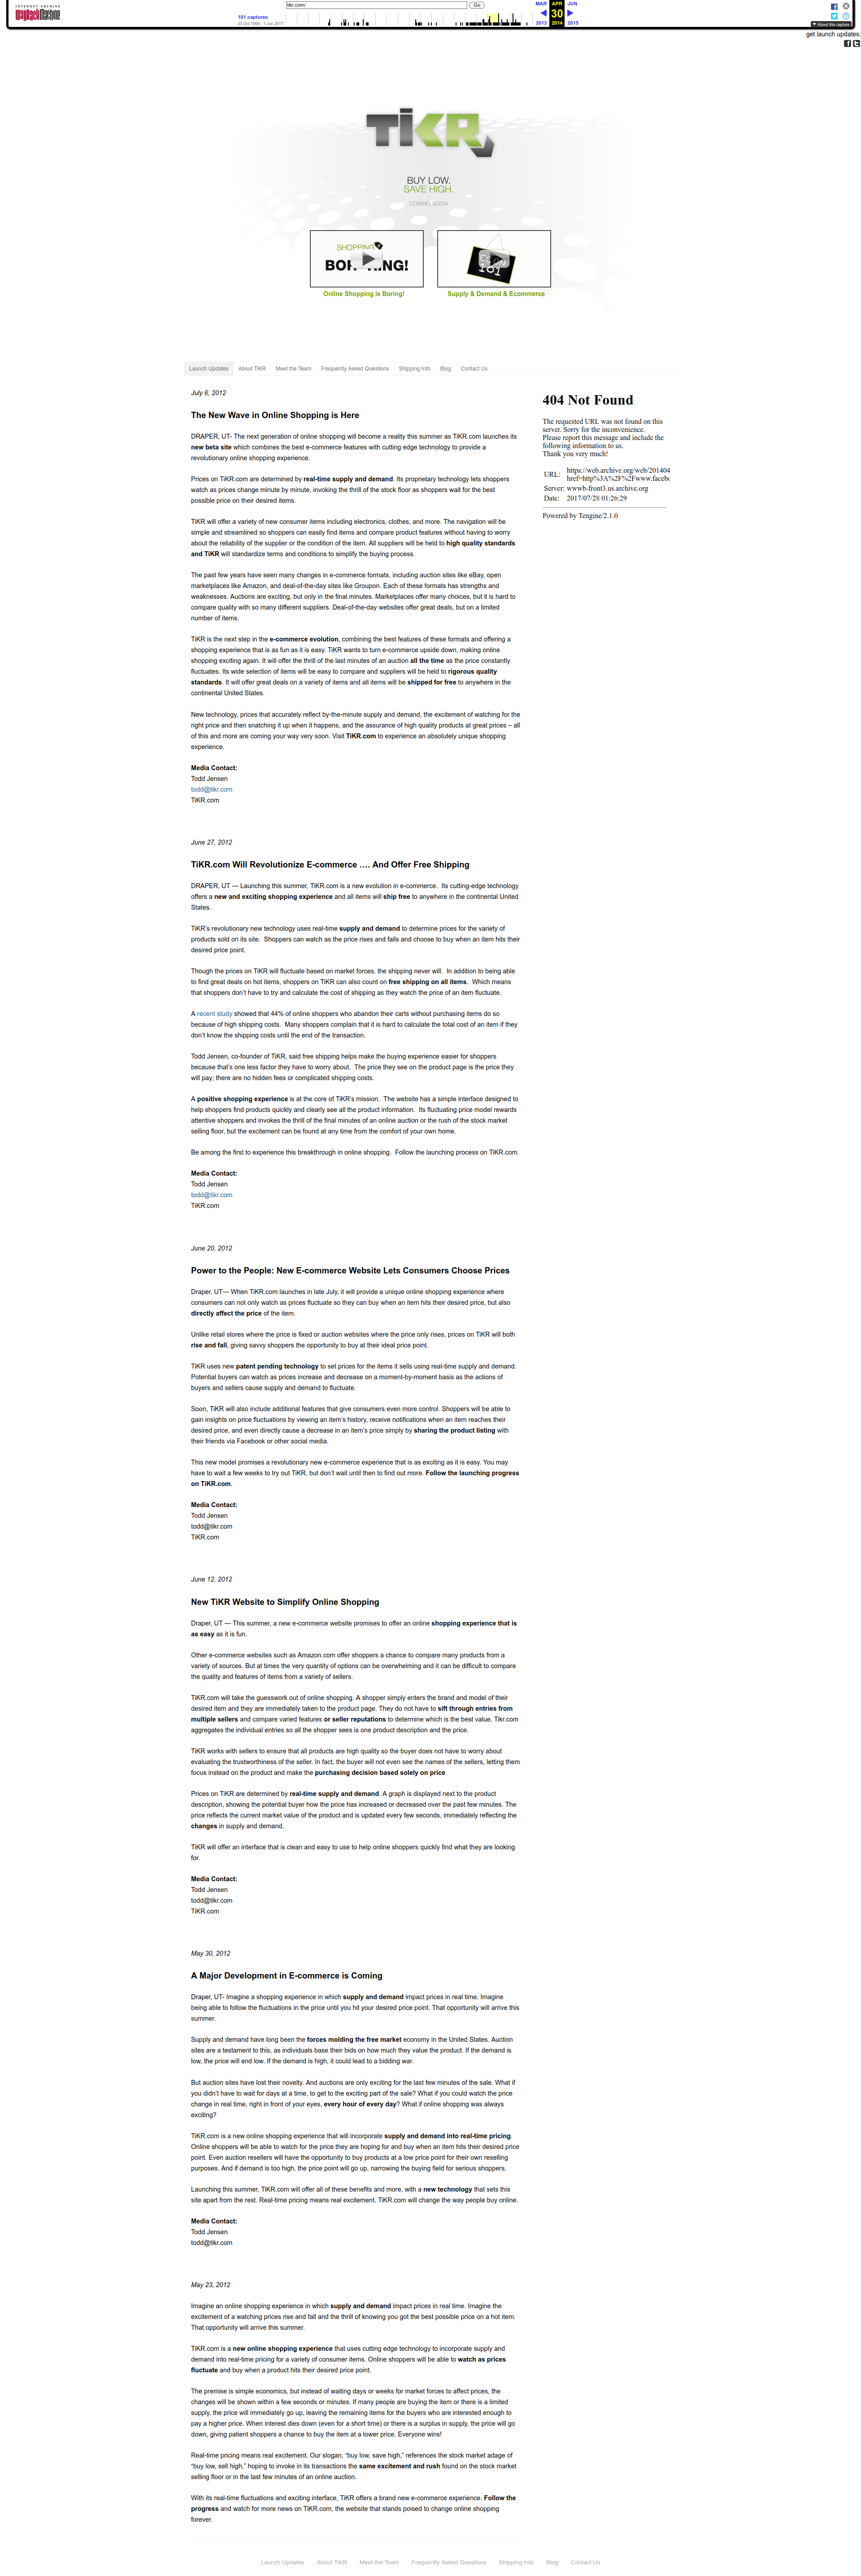 INTERNET ARCHIVE
WayBackMachine
tikr.com/
Go
MAR APR JUN
101 captures
30
20 Oct 1996 - 1 Jun 2017
2013 2014 2015
About this capture
get launch updates:
TiKR
BUY LOW.
SAVE HIGH.
COMING SOON
SHOPPING
Online Shopping is Boring! Supply & Demand & Ecommerce
Launch Updates About TiKR Meet the Team Frequently Asked Questions Shipping Info Blog Contact Us
July 6, 2012
The New Wave in Online Shopping is Here
DRAPER, UT- The next generation of online shopping will become a reality this summer as TiKR.com launches its
new beta site which combines the best e-commerce features with cutting edge technology to provide a
revolutionary online shopping experience.
Prices on TiKR.com are determined by real-time supply and demand. Its proprietary technology lets shoppers
watch as prices change minute by minute, invoking the thrill of the stock floor as shoppers wait for the best
possible price on their desired items.
TiKR will offer a variety of new consumer items including electronics, clothes, and more. The navigation will be
simple and streamlined so shoppers can easily find items and compare product features without having to worry
about the reliability of the supplier or the condition of the item. All suppliers will be held to high quality standards
and TiKR will standardize terms and conditions to simplify the buying process.
The past few years have seen many changes in e-commerce formats, including auction sites like eBay, open
marketplaces like Amazon, and deal-of-the-day sites like Groupon. Each of these formats has strengths and
weaknesses. Auctions are exciting, but only in the final minutes. Marketplaces offer many choices, but it is hard to
compare quality with so many different suppliers. Deal-of-the-day websites offer great deals, but on a limited
number of items.
TiKR is the next step in the e-commerce evolution, combining the best features of these formats and offering a
shopping experience that is as fun as it is easy. TiKR wants to turn e-commerce upside down, making online
shopping exciting again. It will offer the thrill of the last minutes of an auction all the time as the price constantly
fluctuates. Its wide selection of items will be easy to compare and suppliers will be held to rigorous quality
standards. It will offer great deals on a variety of items and all items will be shipped for free to anywhere in the
continental United States.
New technology, prices that accurately reflect by-the-minute supply and demand, the excitement of watching for the
right price and then snatching it up when it happens, and the assurance of high quality products at great prices – all
of this and more are coming your way very soon. Visit TiKR.com to experience an absolutely unique shopping
experience.
Media Contact:
Todd Jensen
todd@tikr.com
TiKR.com
404 Not Found
The requested URL was not found on this
server. Sorry for the inconvenience.
Please report this message and include the
following information to us.
Thank you very much!
URL: https://web.archive.org/web/201404
href=http%3A%2F%2Fwww.facebo
Server: wwwb-front3.us.archive.org
Date: 2017/07/28 01:26:29
Powered by Tengine/2.1.0
June 27, 2012
TiKR.com Will Revolutionize E-commerce …. And Offer Free Shipping
DRAPER, UT — Launching this summer, TiKR.com is a new evolution in e-commerce. Its cutting-edge technology
offers a new and exciting shopping experience and all items will ship free to anywhere in the continental United
States.
TiKR's revolutionary new technology uses real-time supply and demand to determine prices for the variety of
products sold on its site. Shoppers can watch as the price rises and falls and choose to buy when an item hits their
desired price point.
Though the prices on TiKR will fluctuate based on market forces, the shipping never will. In addition to being able
to find great deals on hot items, shoppers on TiKR can also count on free shipping on all items. Which means
that shoppers don't have to try and calculate the cost of shipping as they watch the price of an item fluctuate.
A recent study showed that 44% of online shoppers who abandon their carts without purchasing items do so
because of high shipping costs. Many shoppers complain that it is hard to calculate the total cost of an item if they
don't know the shipping costs until the end of the transaction.
Todd Jensen, co-founder of TiKR, said free shipping helps make the buying experience easier for shoppers
because that's one less factor they have to worry about. The price they see on the product page is the price they
will pay; there are no hidden fees or complicated shipping costs.
A positive shopping experience is at the core of TiKR's mission. The website has a simple interface designed to
help shoppers find products quickly and clearly see all the product information. Its fluctuating price model rewards
attentive shoppers and invokes the thrill of the final minutes of an online auction or the rush of the stock market
selling floor, but the excitement can be found at any time from the comfort of your own home.
Be among the first to experience this breakthrough in online shopping. Follow the launching process on TiKR.com.
Media Contact:
Todd Jensen
todd@tikr.com
TiKR.com
June 20, 2012
Power to the People: New E-commerce Website Lets Consumers Choose Prices
Draper, UT— When TiKR.com launches in late July, it will provide a unique online shopping experience where
consumers can not only watch as prices fluctuate so they can buy when an item hits their desired price, but also
directly affect the price of the item.
Unlike retail stores where the price is fixed or auction websites where the price only rises, prices on TiKR will both
rise and fall, giving savvy shoppers the opportunity to buy at their ideal price point.
TiKR uses new patent pending technology to set prices for the items it sells using real-time supply and demand.
Potential buyers can watch as prices increase and decrease on a moment-by-moment basis as the actions of
buyers and sellers cause supply and demand to fluctuate.
Soon, TiKR will also include additional features that give consumers even more control. Shoppers will be able to
gain insights on price fluctuations by viewing an item's history, receive notifications when an item reaches their
desired price, and even directly cause a decrease in an item's price simply by sharing the product listing with
their friends via Facebook or other social media.
This new model promises a revolutionary new e-commerce experience that is as exciting as it is easy. You may
have to wait a few weeks to try out TiKR, but don't wait until then to find out more. Follow the launching progress
on TiKR.com.
Media Contact:
Todd Jensen
todd@tikr.com
TiKR.com
June 12, 2012
New TiKR Website to Simplify Online Shopping
Draper, UT — This summer, a new e-commerce website promises to offer an online shopping experience that is
as easy as it is fun.
Other e-commerce websites such as Amazon.com offer shoppers a chance to compare many products from a
variety of sources. But at times the very quantity of options can be overwhelming and it can be difficult to compare
the quality and features of items from a variety of sellers.
TiKR.com will take the guesswork out of online shopping. A shopper simply enters the brand and model of their
desired item and they are immediately taken to the product page. They do not have to sift through entries from
multiple sellers and compare varied features or seller reputations to determine which is the best value. Tikr.com
aggregates the individual entries so all the shopper sees is one product description and the price.
TiKR works with sellers to ensure that all products are high quality so the buyer does not have to worry about
evaluating the trustworthiness of the seller. In fact, the buyer will not even see the names of the sellers, letting them
focus instead on the product and make the purchasing decision based solely on price.
Prices on TiKR are determined by real-time supply and demand. A graph is displayed next to the product
description, showing the potential buyer how the price has increased or decreased over the past few minutes. The
price reflects the current market value of the product and is updated every few seconds, immediately reflecting the
changes in supply and demand.
TiKR will offer an interface that is clean and easy to use to help online shoppers quickly find what they are looking
for.
Media Contact:
Todd Jensen
todd@tikr.com
TiKR.com
May 30, 2012
A Major Development in E-commerce is Coming
Draper, UT- Imagine a shopping experience in which supply and demand impact prices in real time. Imagine
being able to follow the fluctuations in the price until you hit your desired price point. That opportunity will arrive this
summer.
Supply and demand have long been the forces molding the free market economy in the United States. Auction
sites are a testament to this, as individuals base their bids on how much they value the product. If the demand is
low, the price will end low. If the demand is high, it could lead to a bidding war.
But auction sites have lost their novelty. And auctions are only exciting for the last few minutes of the sale. What if
you didn't have to wait for days at a time, to get to the exciting part of the sale? What if you could watch the price
change in real time, right in front of your eyes, every hour of every day? What if online shopping was always
exciting?
TiKR.com is a new online shopping experience that will incorporate supply and demand into real-time pricing.
Online shoppers will be able to watch for the price they are hoping for and buy when an item hits their desired price
point. Even auction resellers will have the opportunity to buy products at a low price point for their own reselling
purposes. And if demand is too high, the price point will go up, narrowing the buying field for serious shoppers.
Launching this summer, TiKR.com will offer all of these benefits and more, with a new technology that sets this
site apart from the rest. Real-time pricing means real excitement. TiKR.com will change the way people buy online.
Media Contact:
Todd Jensen
todd@tikr.com
May 23, 2012
Imagine an online shopping experience in which supply and demand impact prices in real time. Imagine the
excitement of a watching prices rise and fall and the thrill of knowing you got the best possible price on a hot item.
That opportunity will arrive this summer.
TiKR.com is a new online shopping experience that uses cutting edge technology to incorporate supply and
demand into real-time pricing for a variety of consumer items. Online shoppers will be able to watch as prices
fluctuate and buy when a product hits their desired price point.
The premise is simple economics, but instead of waiting days or weeks for market forces to affect prices, the
changes will be shown within a few seconds or minutes. If many people are buying the item or there is a limited
supply, the price will immediately go up, leaving the remaining items for the buyers who are interested enough to
pay a higher price. When interest dies down (even for a short time) or there is a surplus in supply, the price will go
down, giving patient shoppers a chance to buy the item at a lower price. Everyone wins!
Real-time pricing means real excitement. Our slogan, “buy low, save high,” references the stock market adage of
“buy low, sell high,” hoping to invoke in its transactions the same excitement and rush found on the stock market
selling floor or in the last few minutes of an online auction.
With its real-time fluctuations and exciting interface, TiKR offers a brand new e-commerce experience. Follow the
progress and watch for more news on TiKR.com, the website that stands poised to change online shopping
forever.
Launch Updates About TiKR Meet the Team Frequently Asked Questions Shipping Info Blog Contact Us